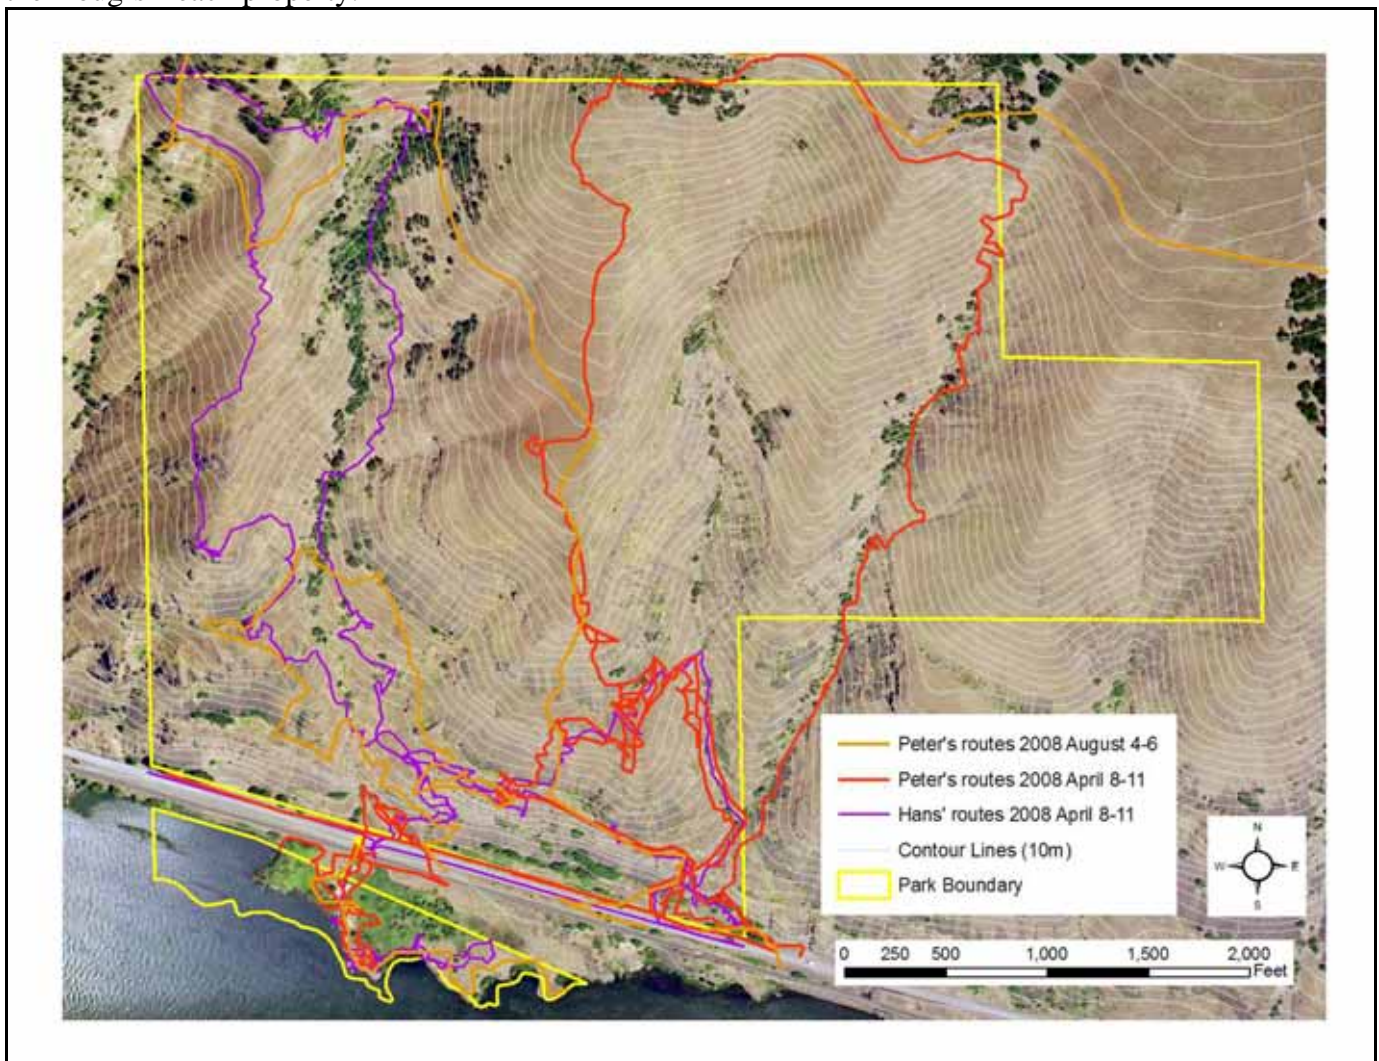 Peter's routes 2008 August 4-6
Peter's routes 2008 April 8-11
Hans' routes 2008 April 8-11
Contour Lines (10m)
Park Boundary
N
W E
S
0 250 500 1,000 1,500 2,000
Feet